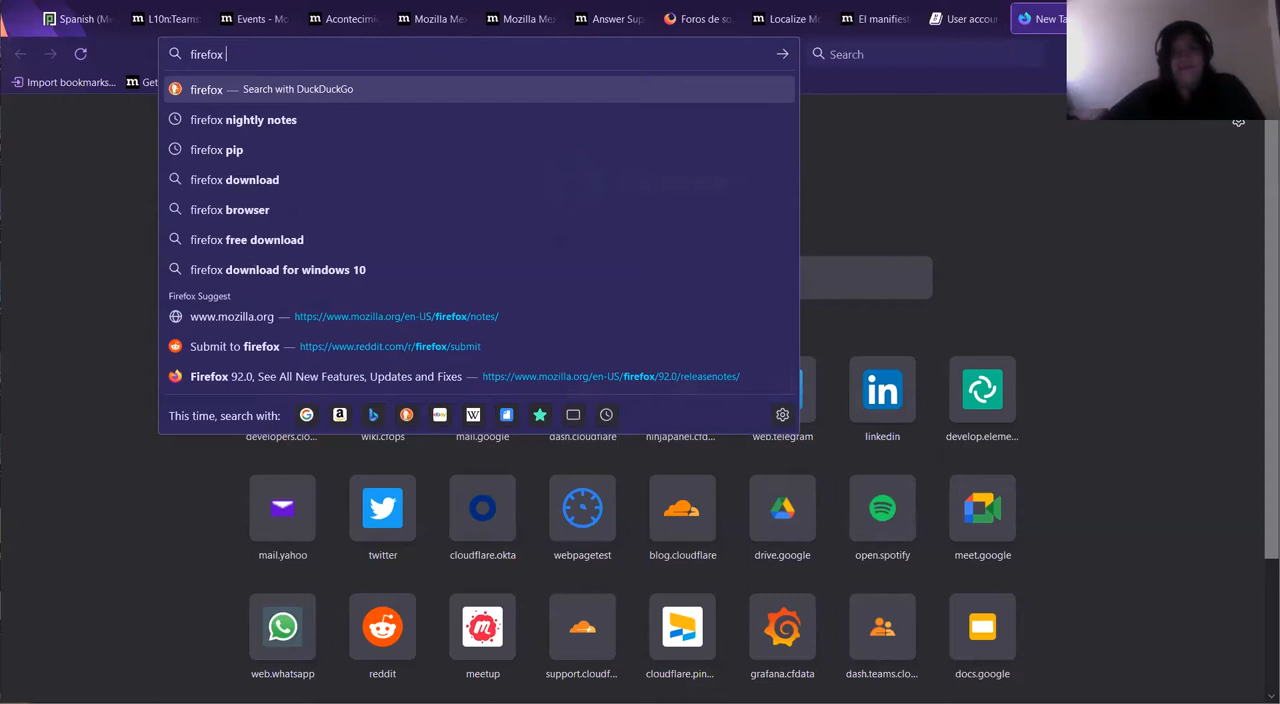 Spanish (Me
L10n:Teams:
Events - Mo
Acontecimi
Mozilla Mex
Mozilla Mex
Answer Sup
Foros de so
Localize Mo
El manifies
User accou
New Ta
firefox
Search
Import bookmarks...
Get
firefox — Search with DuckDuckGo
firefox nightly notes
firefox pip
firefox download
firefox browser
firefox free download
firefox download for windows 10
Firefox Suggest
www.mozilla.org — https://www.mozilla.org/en-US/firefox/notes/
Submit to firefox — https://www.reddit.com/r/firefox/submit
Firefox 92.0, See All New Features, Updates and Fixes — https://www.mozilla.org/en-US/firefox/92.0/releasenotes/
This time, search with:
developers.clo... wiki.cfops mail.google dash.cloudflare ninjapanel.cfd... web.telegram linkedin develop.eleme...
mail.yahoo twitter cloudflare.okta webpagetest blog.cloudflare drive.google open.spotify meet.google
web.whatsapp reddit meetup support.cloudf... cloudflare.pin... grafana.cfdata dash.teams.clo... docs.google